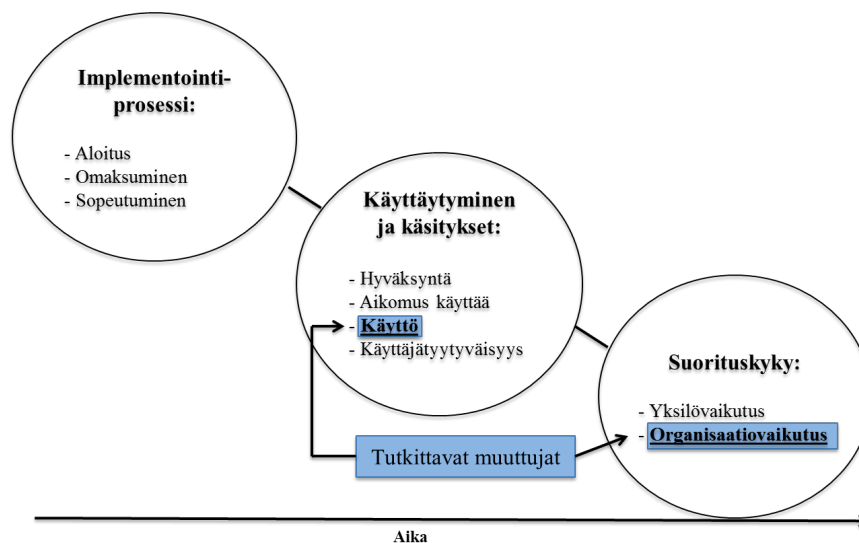 Implementointi-
prosessi:
- Aloitus
- Omaksuminen
- Sopeutuminen
Käyttäytyminen
ja käsitykset:
- Hyväksyntä
- Aikomus käyttää
- Käyttö
- Käyttäjätyytyväisyys
Suorituskyky:
- Yksilövaikutus
- Organisaatiovaikutus
Tutkittavat muuttujat
Aika